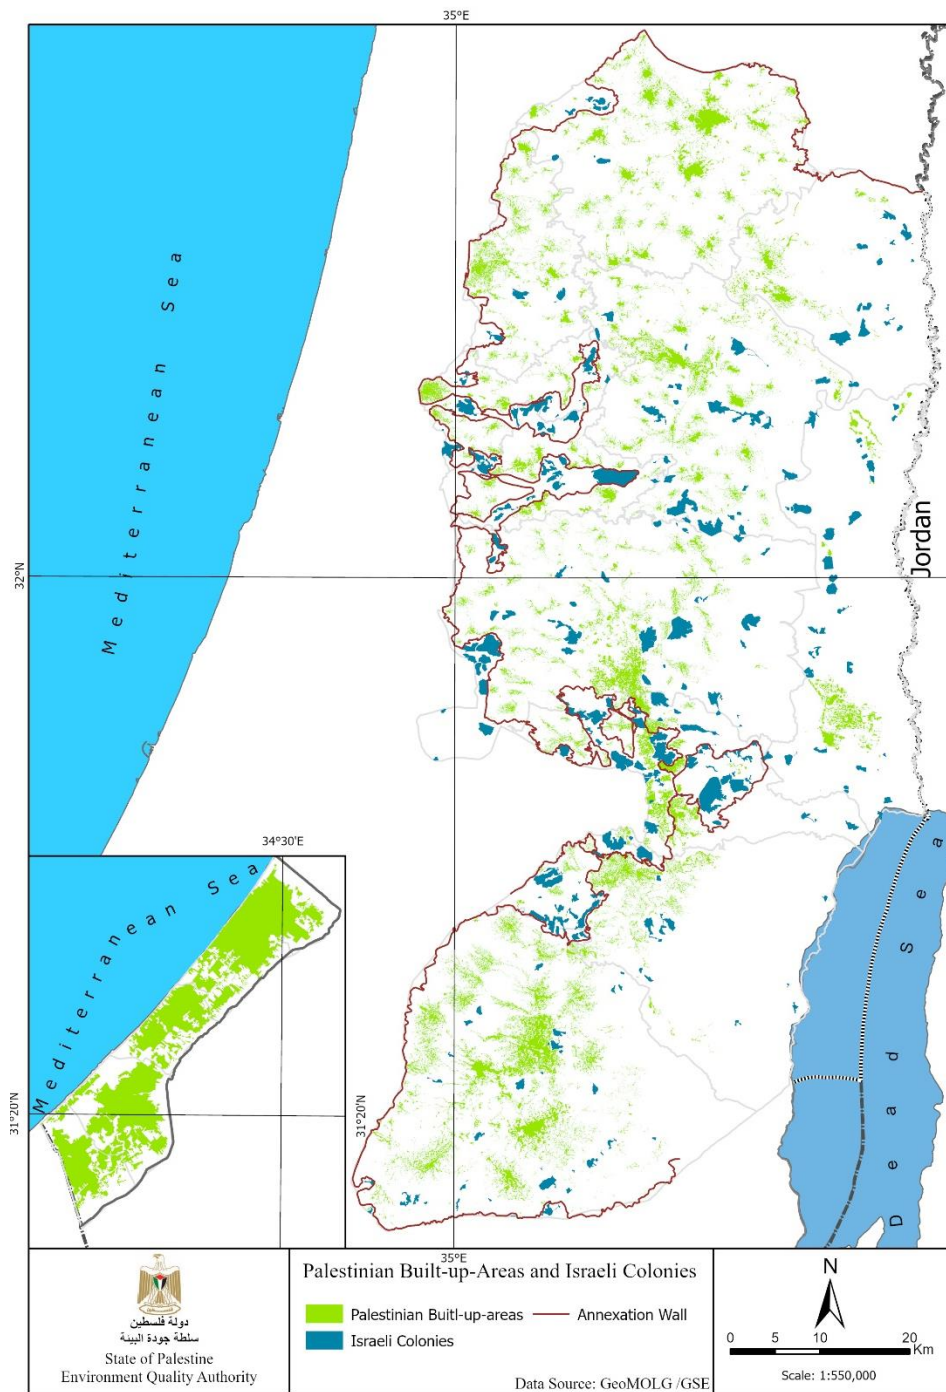 35°E
Mediterranean Sea
32°N
Jordan
34°30'E
Mediterranean Sea
31°20'N
31°20'N
Dead Sea
35°E
دولة فلسطين
سلطة جودة البيئة
State of Palestine
Environment Quality Authority
Palestinian Built-up-Areas and Israeli Colonies
Palestinian Buitl-up-areas
Annexation Wall
Israeli Colonies
Data Source: GeoMOLG /GSE
N
0 5 10 20
Km
Scale: 1:550,000